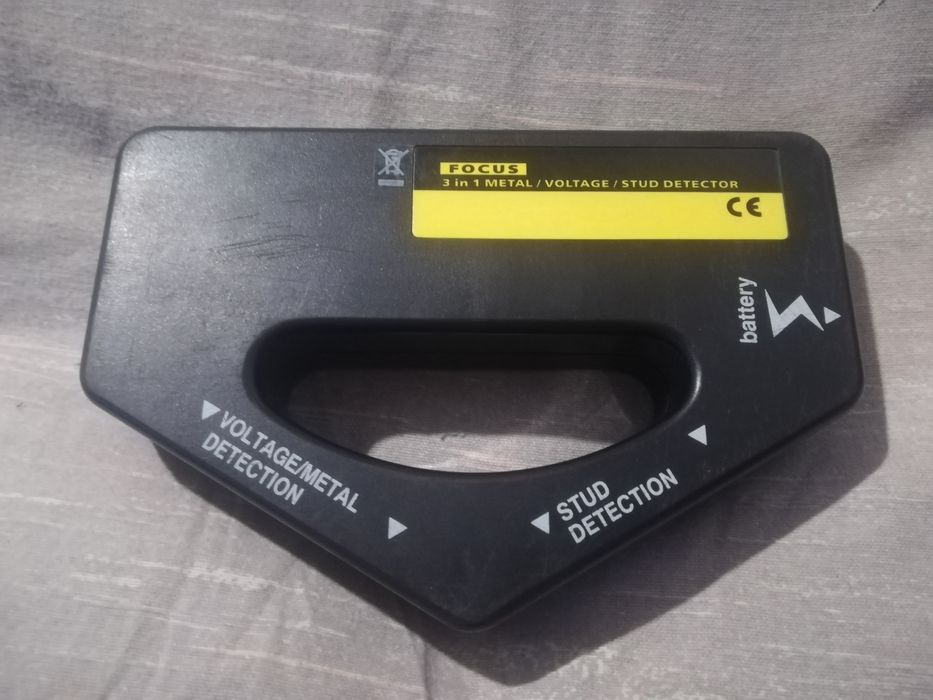 FOCUS
3 in 1 METAL / VOLTAGE / STUD DETECTOR
CE
battery
VOLTAGE/METAL
DETECTION
STUD
DETECTION